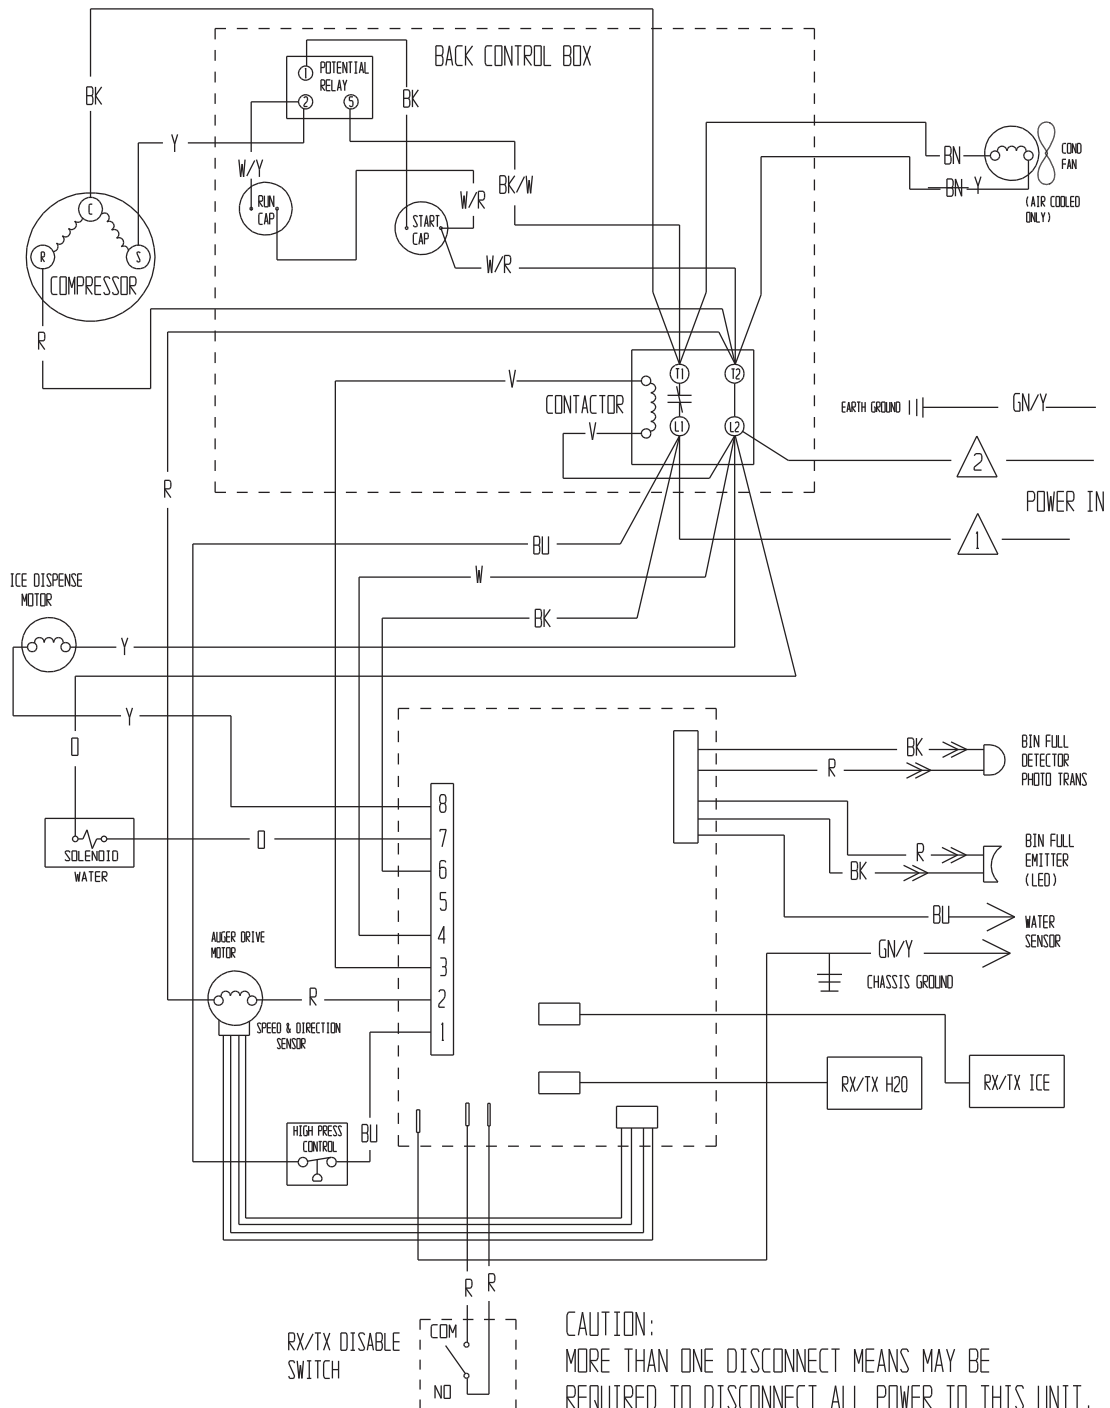 BACK CONTROL BOX
1
POTENTIAL
RELAY
2
5
BK
BK
Y
W/Y
RUN
CAP
W/R
BK/W
START
CAP
W/R
BN
BN Y
COND
FAN
(AIR COOLED
ONLY)
C
R
S
COMPRESSOR
R
V
CONTACTOR
V
T1
T2
L1
L2
EARTH GROUND
GN/Y
2
POWER IN
1
R
BU
W
BK
ICE DISPENSE
MOTOR
Y
Y
O
SOLENOID
WATER
O
8
7
6
5
4
3
2
1
BK
R
BIN FULL
DETECTOR
PHOTO TRANS
R
BK
BIN FULL
EMITTER
(LED)
BU
WATER
SENSOR
GN/Y
CHASSIS GROUND
AUGER DRIVE
MOTOR
R
SPEED & DIRECTION
SENSOR
RX/TX H2O
RX/TX ICE
HIGH PRESS
CONTROL
BU
R
R
RX/TX DISABLE
SWITCH
COM
NO
CAUTION:
MORE THAN ONE DISCONNECT MEANS MAY BE
REQUIRED TO DISCONNECT ALL POWER TO THIS UNIT.